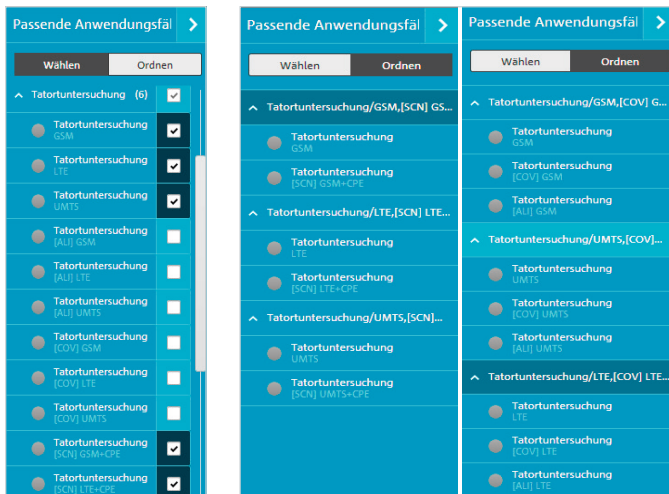 Passende Anwendungsfäl
Wählen Ordnen
Tatortuntersuchung (6)
Tatortuntersuchung
GSM
Tatortuntersuchung
LTE
Tatortuntersuchung
UMTS
Tatortuntersuchung
[ALI] GSM
Tatortuntersuchung
[ALI] LTE
Tatortuntersuchung
[ALI] UMTS
Tatortuntersuchung
[COV] GSM
Tatortuntersuchung
[COV] LTE
Tatortuntersuchung
[COV] UMTS
Tatortuntersuchung
[SCN] GSM+CPE
Tatortuntersuchung
[SCN] LTE+CPE
Passende Anwendungsfäl
Wählen Ordnen
Tatortuntersuchung/GSM,[SCN] GS...
Tatortuntersuchung
GSM
Tatortuntersuchung
[SCN] GSM+CPE
Tatortuntersuchung/LTE,[SCN] LTE...
Tatortuntersuchung
LTE
Tatortuntersuchung
[SCN] LTE+CPE
Tatortuntersuchung/UMTS,[SCN]...
Tatortuntersuchung
UMTS
Tatortuntersuchung
[SCN] UMTS+CPE
Passende Anwendungsfäl
Wählen Ordnen
Tatortuntersuchung/GSM,[COV] G...
Tatortuntersuchung
GSM
Tatortuntersuchung
[COV] GSM
Tatortuntersuchung
[ALI] GSM
Tatortuntersuchung/UMTS,[COV]...
Tatortuntersuchung
UMTS
Tatortuntersuchung
[COV] UMTS
Tatortuntersuchung
[ALI] UMTS
Tatortuntersuchung/LTE,[COV] LTE...
Tatortuntersuchung
LTE
Tatortuntersuchung
[COV] LTE
Tatortuntersuchung
[ALI] LTE